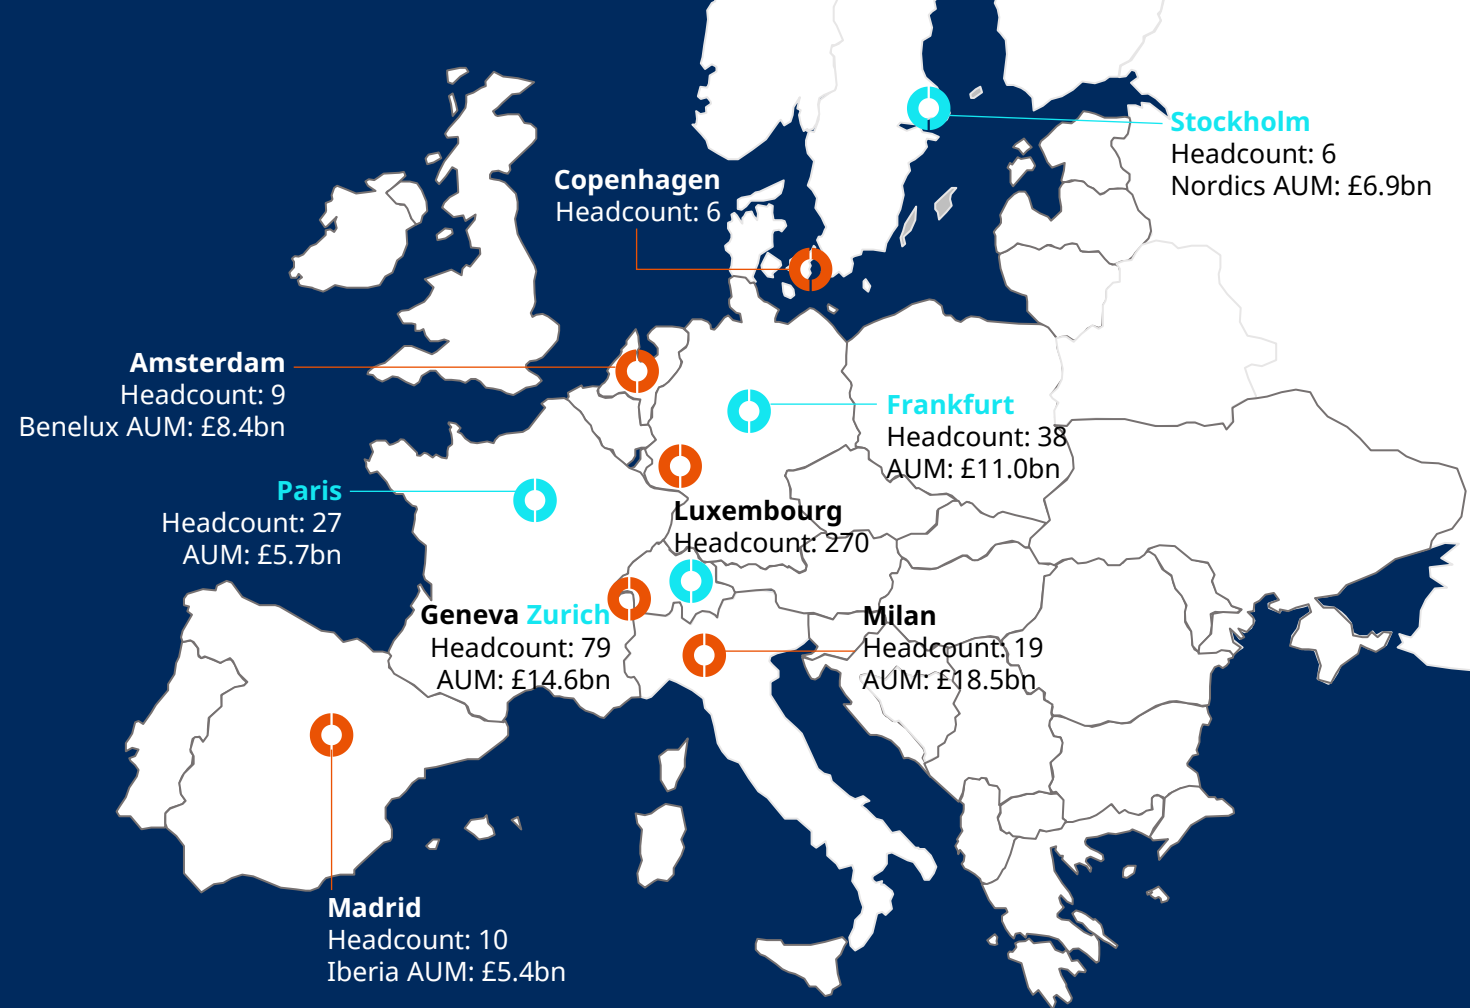 Stockholm
Headcount: 6
Nordics AUM: £6.9bn
Copenhagen
Headcount: 6
Amsterdam
Headcount: 9
Benelux AUM: £8.4bn
Frankfurt
Headcount: 38
AUM: £11.0bn
Paris
Headcount: 27
AUM: £5.7bn
Luxembourg
Headcount: 270
Geneva Zurich
Headcount: 79
AUM: £14.6bn
Milan
Headcount: 19
AUM: £18.5bn
Madrid
Headcount: 10
Iberia AUM: £5.4bn